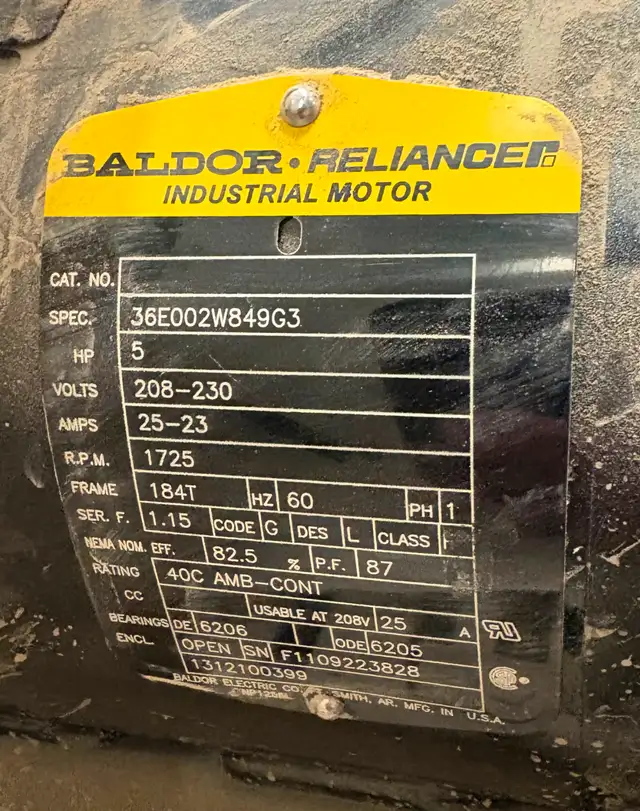 BALDOR · RELIANCE
INDUSTRIAL MOTOR
CAT. NO.
SPEC. 36E002W849G3
HP 5
VOLTS 208-230
AMPS 25-23
R.P.M. 1725
FRAME 184T HZ 60 PH 1
SER. F. 1.15 CODE G DES L CLASS
NEMA NOM. EFF. 82.5 % P.F. 87
RATING 40C AMB-CONT
CC USABLE AT 208V 25 A
BEARINGS DE 6206 ODE 6205
ENCL. OPEN SN F1109223828
1312100399
BALDOR ELECTRIC CO. SMITH, AR. MFG. IN U.S.A.